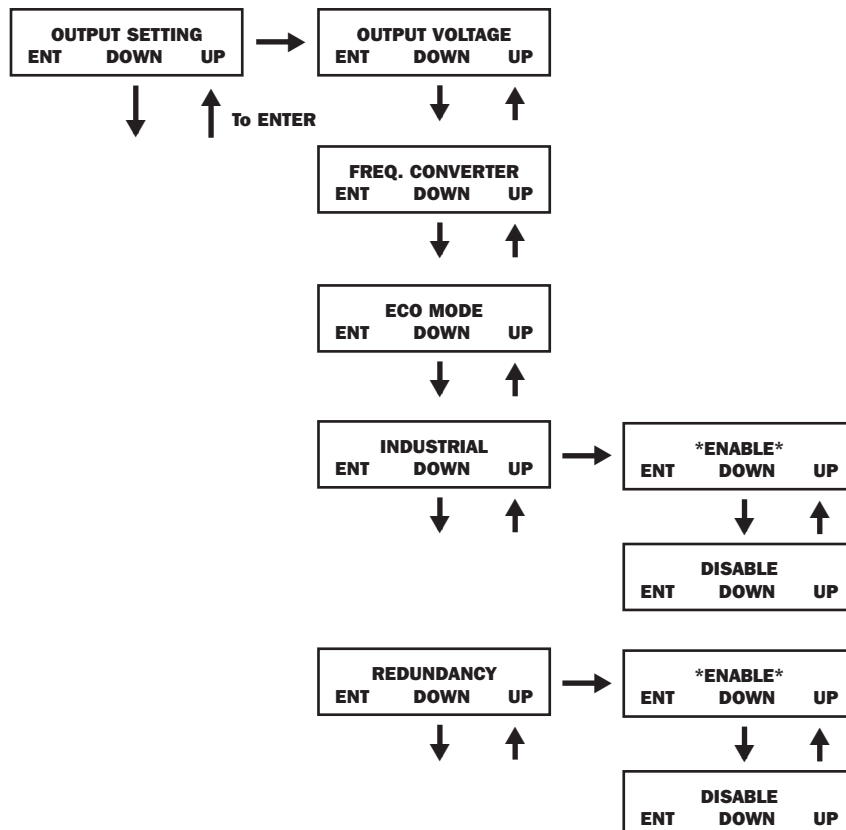 OUTPUT SETTING
ENT DOWN UP
To ENTER
OUTPUT VOLTAGE
ENT DOWN UP
FREQ. CONVERTER
ENT DOWN UP
ECO MODE
ENT DOWN UP
INDUSTRIAL
ENT DOWN UP
*ENABLE*
ENT DOWN UP
DISABLE
ENT DOWN UP
REDUNDANCY
ENT DOWN UP
*ENABLE*
ENT DOWN UP
DISABLE
ENT DOWN UP